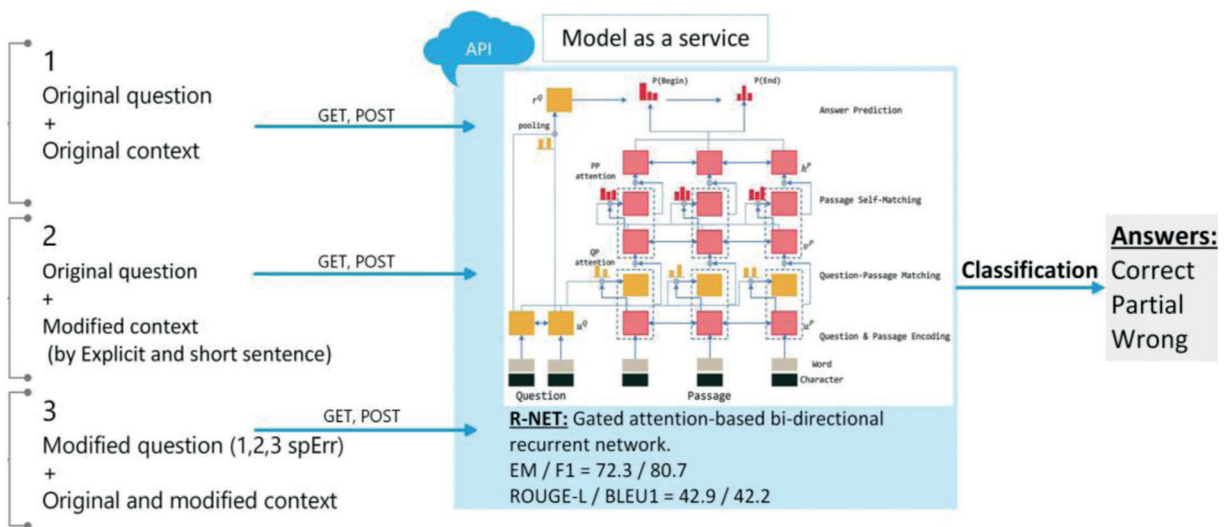 1
Original question
+
Original context
2
Original question
+
Modified context
(by Explicit and short sentence)
3
Modified question (1,2,3 spErr)
+
Original and modified context
GET, POST
GET, POST
GET, POST
API
Model as a service
P(Begin)
P(End)
r^Q
Answer Prediction
pooling
PP
attention
h^P
Passage Self-Matching
v^P
QP
attention
Question-Passage Matching
u^Q
u^P
Question & Passage Encoding
Word
Character
Question
Passage
R-NET: Gated attention-based bi-directional
recurrent network.
EM / F1 = 72.3 / 80.7
ROUGE-L / BLEU1 = 42.9 / 42.2
Classification
Answers:
Correct
Partial
Wrong